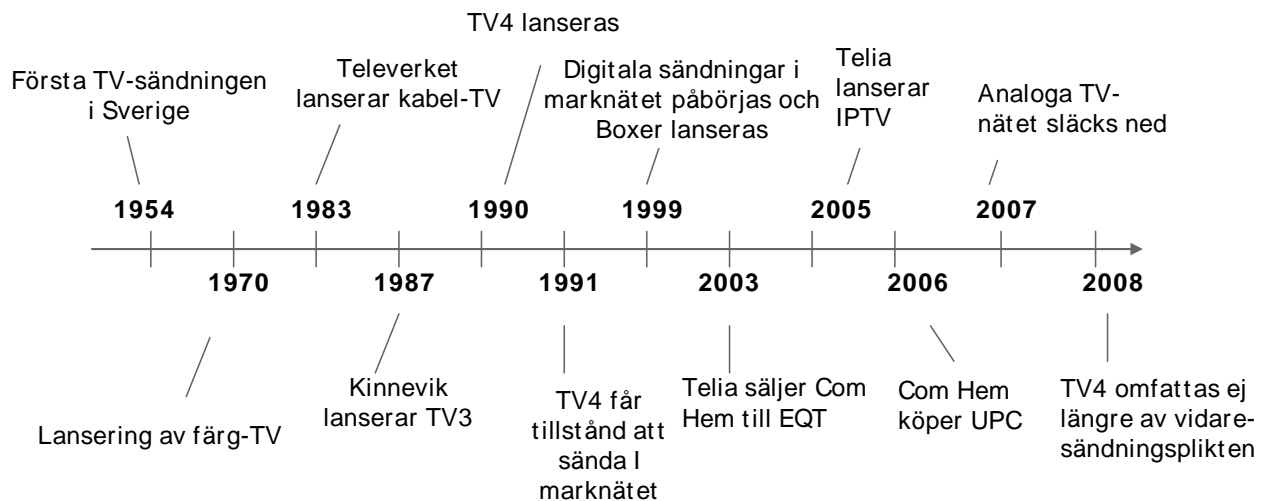 TV4 lanseras
Första TV-sändningen
i Sverige
Televerket
lanserar kabel-TV
Digitala sändningar i
marknätet påbörjas och
Boxer lanseras
Telia
lanserar
IPTV
Analoga TV-
nätet släcks ned
1954
1983
1990
1999
2005
2007
1970
1987
1991
2003
2006
2008
Lansering av färg-TV
Kinnevik
lanserar TV3
TV4 får
tillstånd att
sända I
marknätet
Telia säljer Com
Hem till EQT
Com Hem
köper UPC
TV4 omfattas ej
längre av vidare-
sändningsplikten